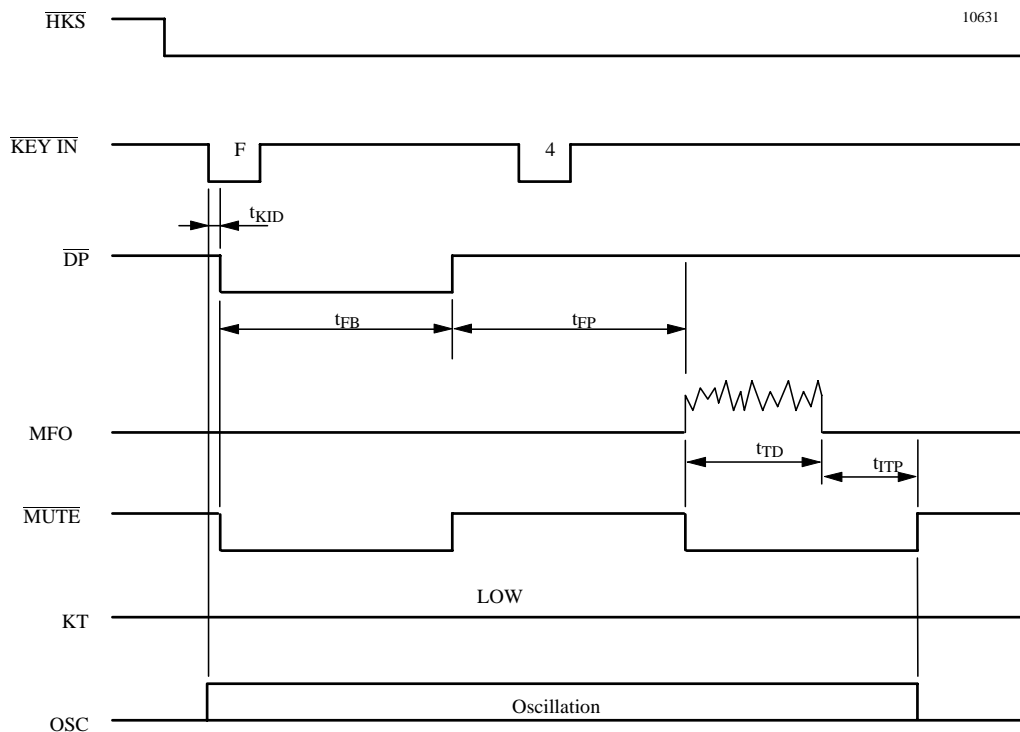 HKS
10631
KEY IN
F
4
tKID
DP
tFB
tFP
MFO
tTD
tITP
MUTE
LOW
KT
Oscillation
OSC